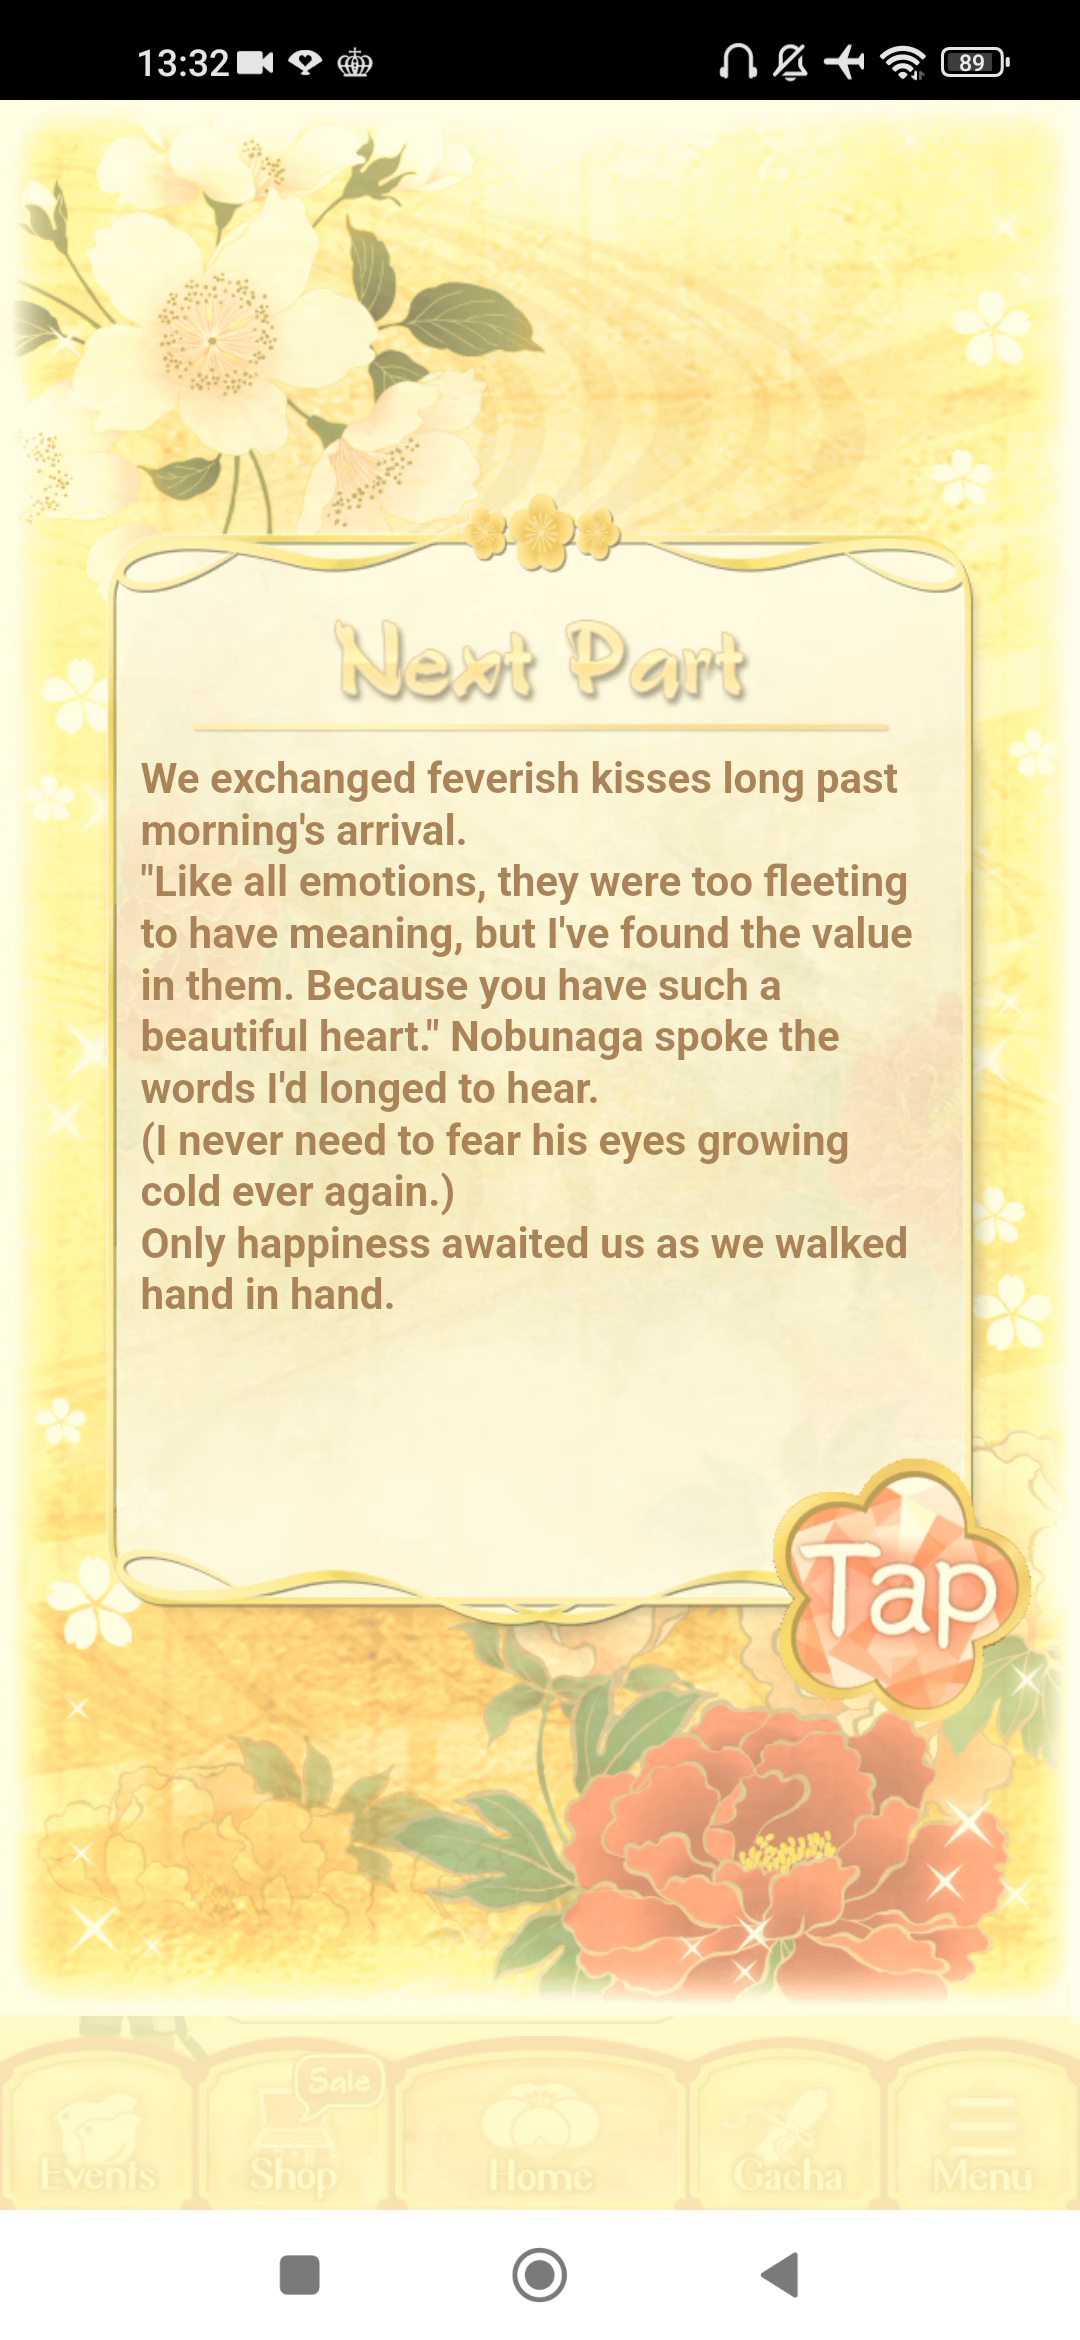 13:32
89
Next Part
We exchanged feverish kisses long past
morning's arrival.
"Like all emotions, they were too fleeting
to have meaning, but I've found the value
in them. Because you have such a
beautiful heart." Nobunaga spoke the
words I'd longed to hear.
(I never need to fear his eyes growing
cold ever again.)
Only happiness awaited us as we walked
hand in hand.
Tap
Sale
Events
Shop
Home
Gacha
Menu